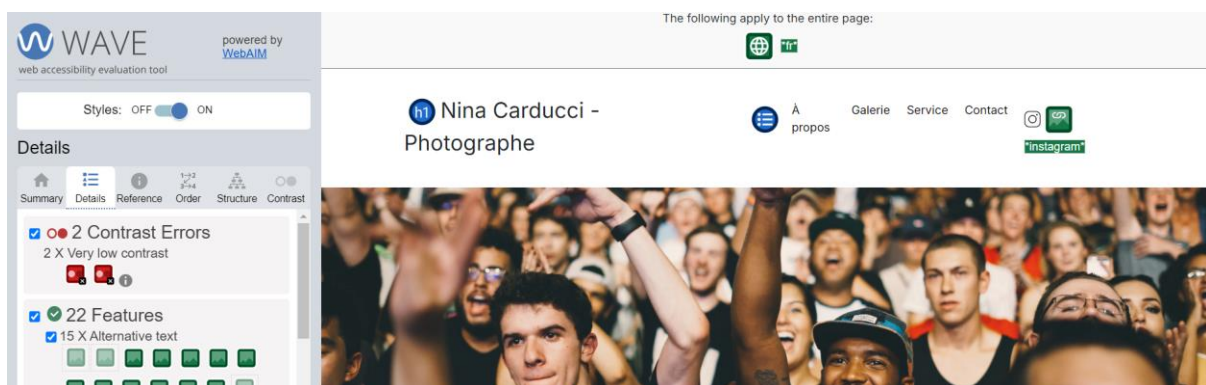 WAVE
web accessibility evaluation tool
powered by
WebAIM
Styles: OFF ON
Details
Summary Details Reference Order Structure Contrast
2 Contrast Errors
2 X Very low contrast
22 Features
15 X Alternative text
The following apply to the entire page:
*fr*
h1 Nina Carducci -
Photographe
À
propos
Galerie Service Contact
*instagram*